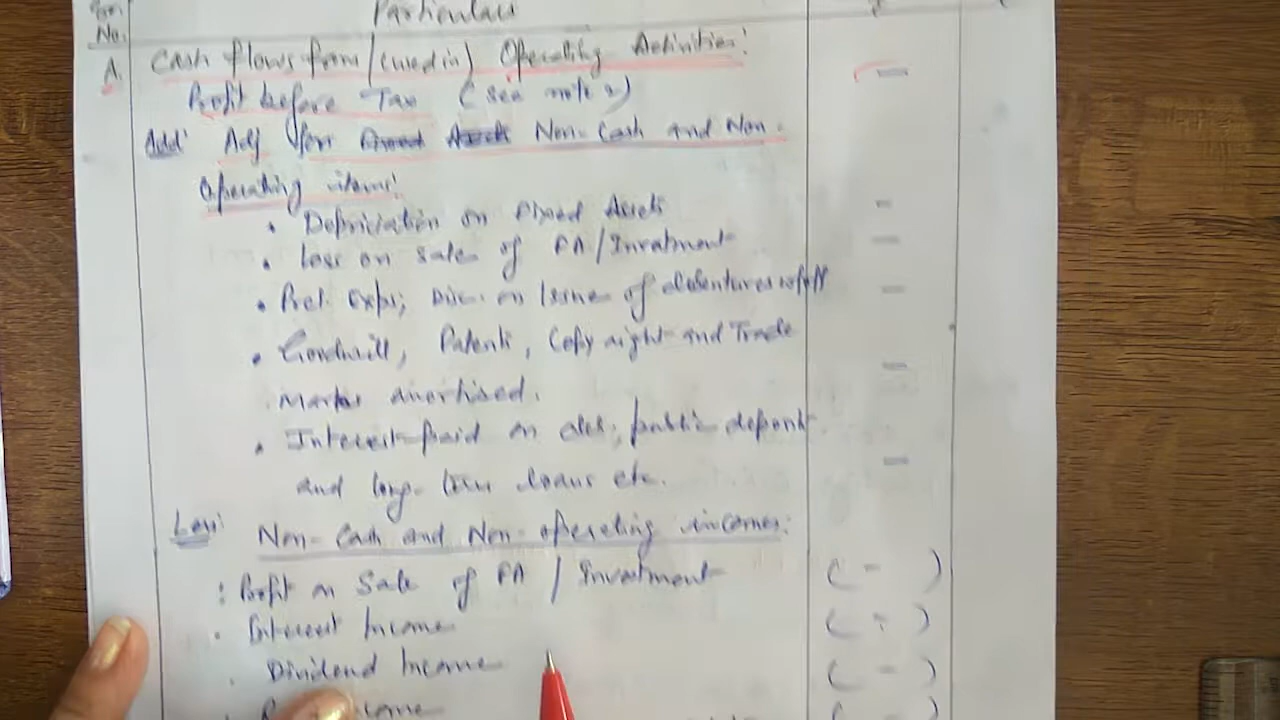 No.
Particulars
A. Cash flows from/(used in) Operating Activities:
Profit before Tax (see note 2)
Add: Adj for Non-Cash and Non-
Operating items:
• Depriciation on Fixed Assets
• Loss on Sale of FA/Investment
• Prel. Exps; Disc. on Issue of debentures w/off
• Goodwill, Patents, Copy right and Trade
Marks amortised.
• Interest paid on deb; public deposit
and long-term loans etc.
Less: Non-Cash and Non-operating incomes:
• Profit on Sale of FA / Investment ( - )
• Interest Income ( - )
• Dividend Income ( - )